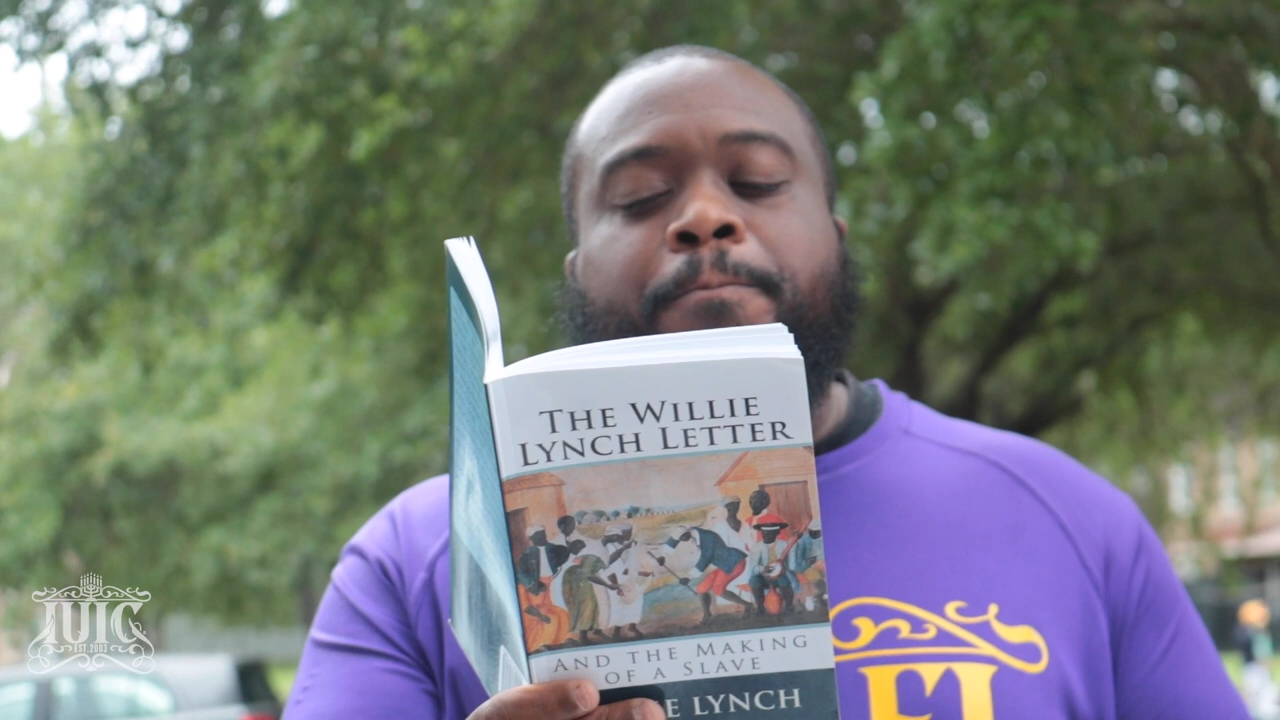 THE WILLIE
LYNCH LETTER
AND THE MAKING
OF A SLAVE
E LYNCH
IUIC
EST. 2003